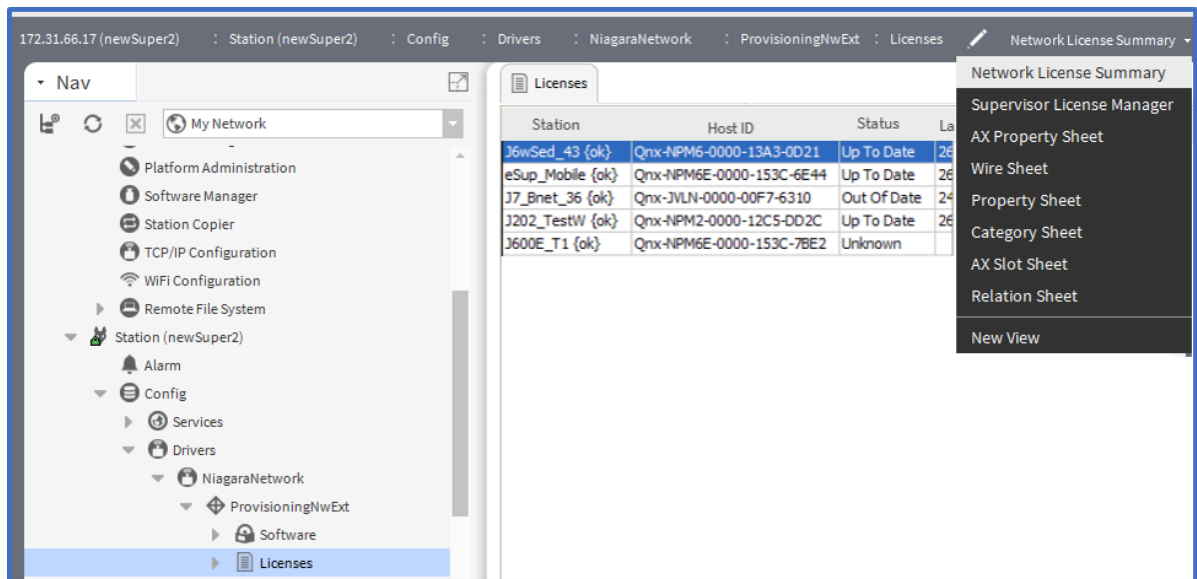 172.31.66.17 (newSuper2) : Station (newSuper2) : Config : Drivers : NiagaraNetwork : ProvisioningNwExt : Licenses Network License Summary
Nav
My Network
Platform Administration
Software Manager
Station Copier
TCP/IP Configuration
WiFi Configuration
Remote File System
Station (newSuper2)
Alarm
Config
Services
Drivers
NiagaraNetwork
ProvisioningNwExt
Software
Licenses
Licenses
Station Host ID Status La
J6wSed_43 {ok} Qnx-NPM6-0000-13A3-0D21 Up To Date 26
eSup_Mobile {ok} Qnx-NPM6E-0000-153C-6E44 Up To Date 26
J7_Bnet_36 {ok} Qnx-JVLN-0000-00F7-6310 Out Of Date 24
J202_TestW {ok} Qnx-NPM2-0000-12C5-DD2C Up To Date 26
J600E_T1 {ok} Qnx-NPM6E-0000-153C-7BE2 Unknown
Network License Summary
Supervisor License Manager
AX Property Sheet
Wire Sheet
Property Sheet
Category Sheet
AX Slot Sheet
Relation Sheet
New View